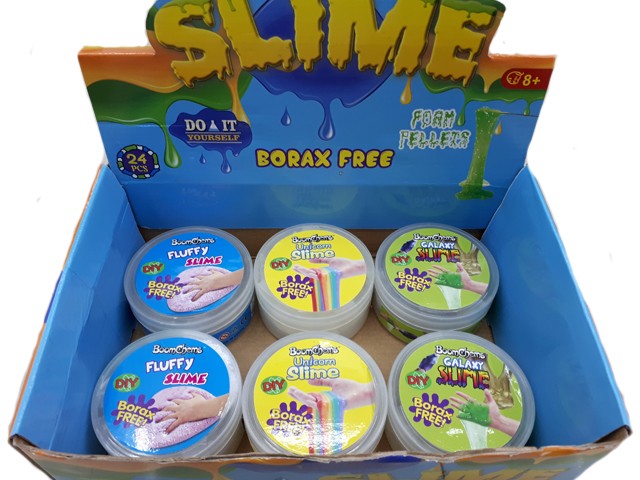 SLIME
8+
DO IT
YOURSELF
FOAM
PELLETS
24
PCS
BORAX FREE
BoomChems
FLUFFY
SLIME
DIY
Borax
FREE!
BoomChems
Unicorn
Slime
DIY
Borax
FREE!
BoomChems
GALAXY
SLIME
DIY
Borax
FREE!
BoomChems
FLUFFY
SLIME
DIY
Borax
FREE!
BoomChems
Unicorn
Slime
DIY
Borax
FREE!
BoomChems
GALAXY
SLIME
DIY
Borax
FREE!
SLIME